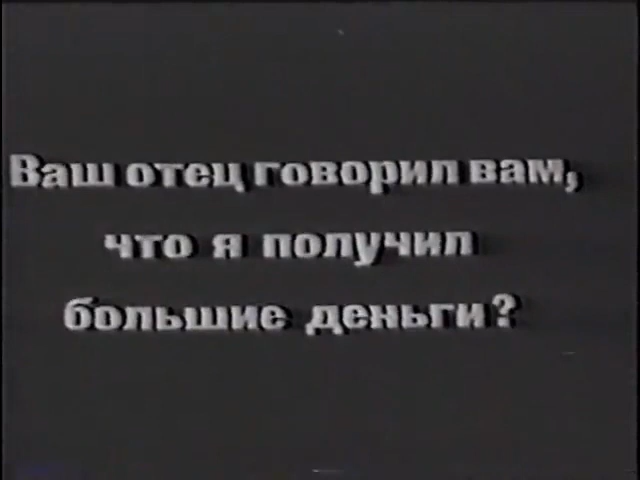 Ваш отец говорил вам,
что я получил
большие деньги?